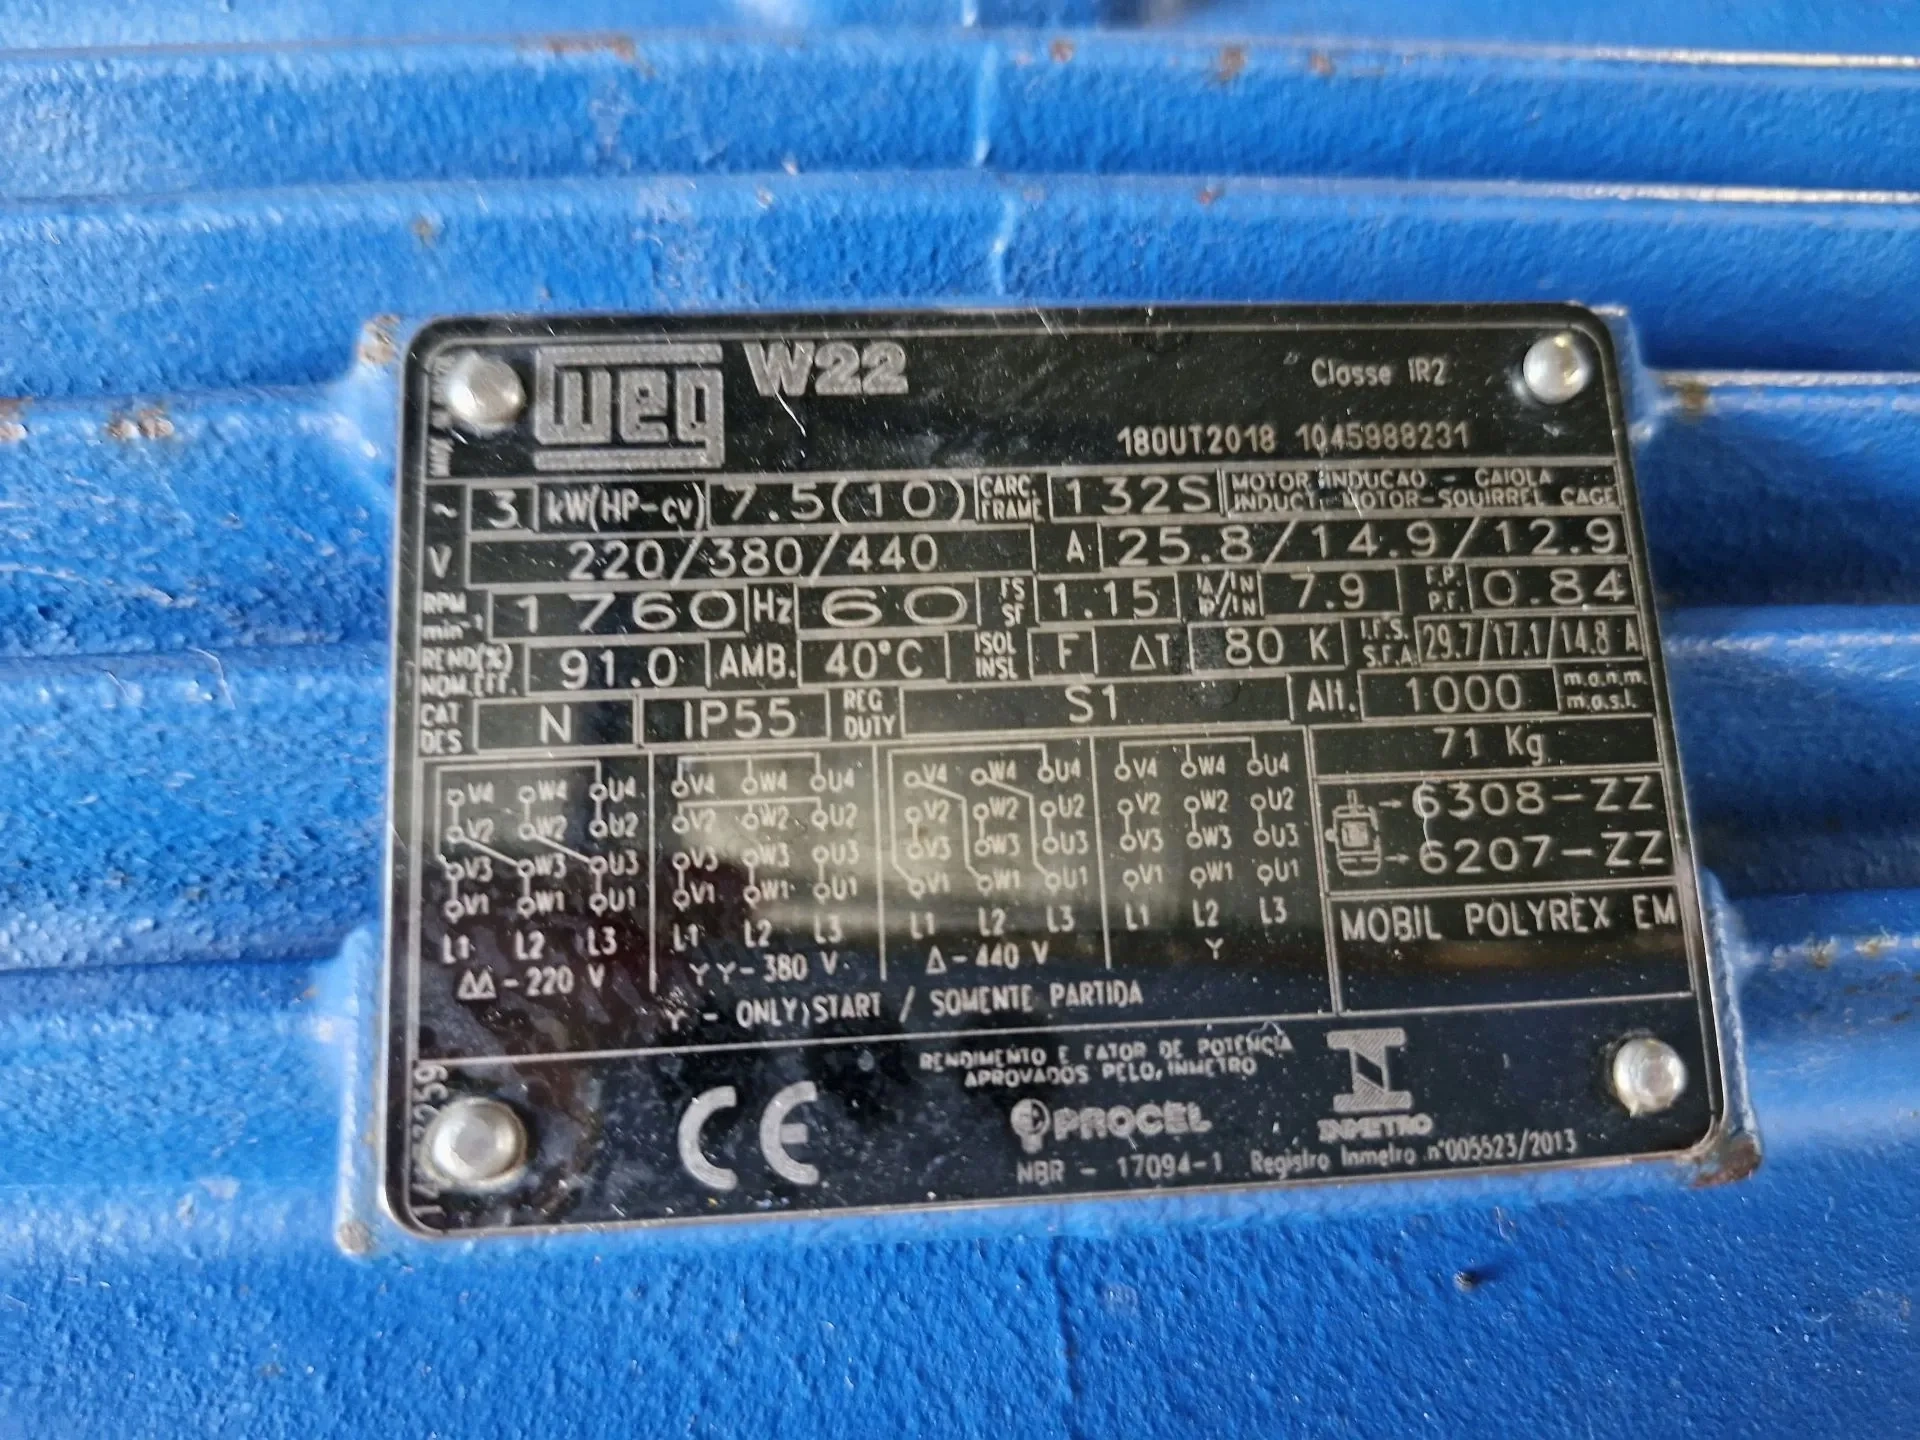 weg W22 Classe IR2
18OUT2018 1045988231
~ 3 kW(HP-cv) 7.5(10) CARC. FRAME 132S MOTOR INDUCAO - GAIOLA
INDUCT. MOTOR-SQUIRREL CAGE
V 220/380/440 A 25.8/14.9/12.9
RPM min⁻¹ 1760 Hz 60 FS SF 1.15 IP/IN 7.9 F.P. P.F. 0.84
REND(%) NOM.EFF. 91.0 AMB. 40°C ISOL INSL F ΔT 80 K I.F.S. S.F.A. 29.7/17.1/14.8 A
CAT DES N IP55 REG DUTY S1 Alt. 1000 m.a.n.m. m.a.s.l.
71 Kg
V4 W4 U4 V4 W4 U4 V4 W4 U4 V4 W4 U4
V2 W2 U2 V2 W2 U2 V2 W2 U2 V2 W2 U2
V3 W3 U3 V3 W3 U3 V3 W3 U3 V3 W3 U3
V1 W1 U1 V1 W1 U1 V1 W1 U1 V1 W1 U1
L1 L2 L3 L1 L2 L3 L1 L2 L3 L1 L2 L3
ΔΔ - 220 V YY - 380 V Δ - 440 V Y
Y - ONLY START / SOMENTE PARTIDA
6308-ZZ
6207-ZZ
MOBIL POLYREX EM
CE
RENDIMENTO E FATOR DE POTENCIA
APROVADOS PELO INMETRO
PROCEL
INMETRO
NBR - 17094-1 Registro Inmetro n°005523/2013